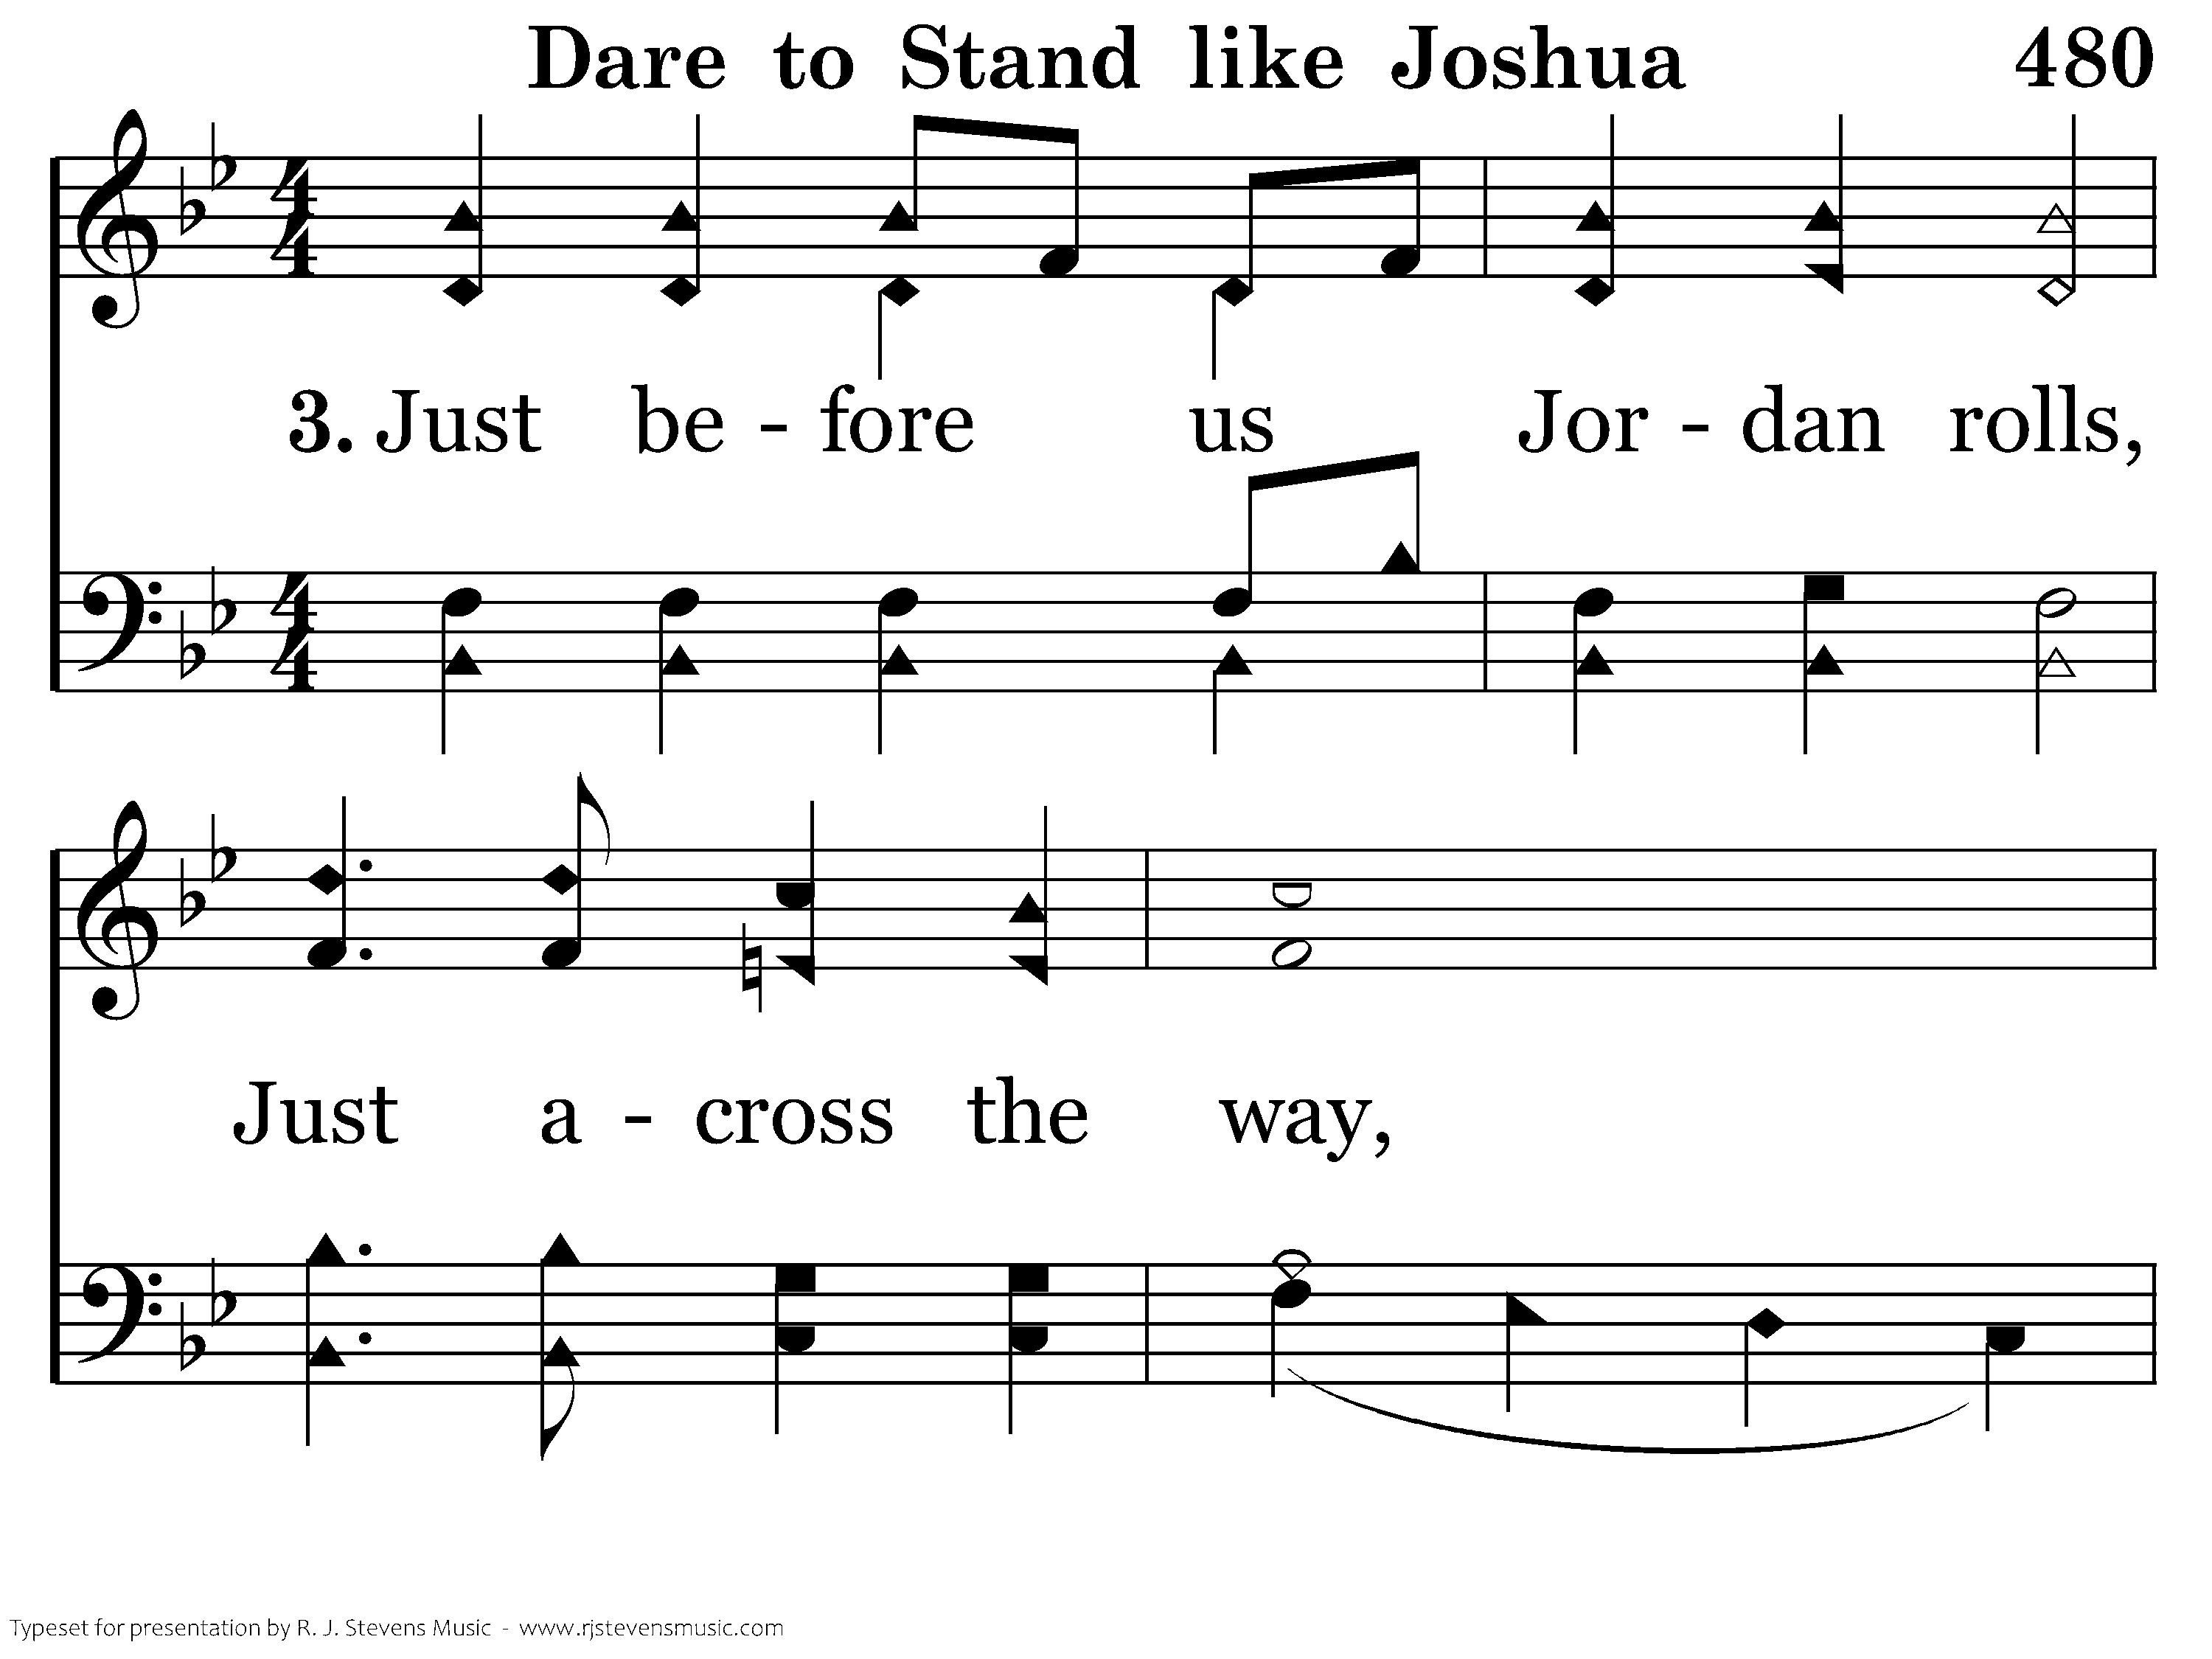 Dare to Stand like Joshua 480
3. Just be - fore us Jor - dan rolls,
Just a - cross the way,
Typeset for presentation by R. J. Stevens Music - www.rjstevensmusic.com